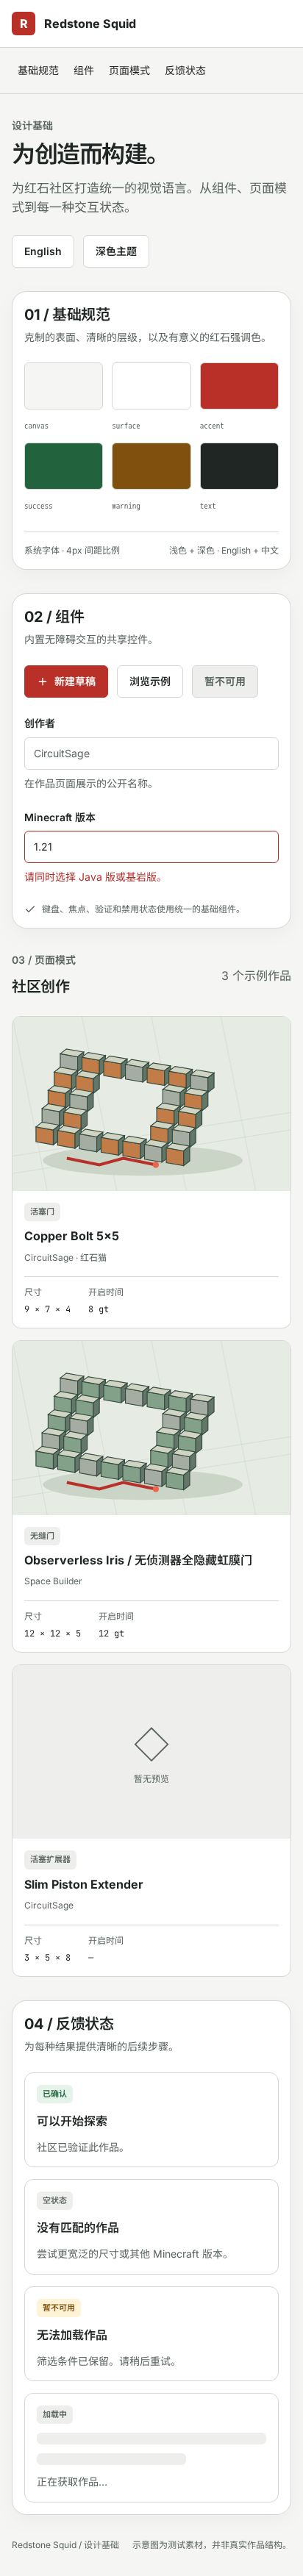 R Redstone Squid
基础规范 组件 页面模式 反馈状态
设计基础
为创造而构建。
为红石社区打造统一的视觉语言。从组件、页面模
式到每一种交互状态。
English 深色主题
01 / 基础规范
克制的表面、清晰的层级，以及有意义的红石强调色。
canvas surface accent
success warning text
系统字体 · 4px 间距比例 浅色 + 深色 · English + 中文
02 / 组件
内置无障碍交互的共享控件。
+ 新建草稿 浏览示例 暂不可用
创作者
CircuitSage
在作品页面展示的公开名称。
Minecraft 版本
1.21
请同时选择 Java 版或基岩版。
键盘、焦点、验证和禁用状态使用统一的基础组件。
03 / 页面模式
社区创作
3 个示例作品
活塞门
Copper Bolt 5×5
CircuitSage · 红石猫
尺寸 开启时间
9 × 7 × 4 8 gt
无缝门
Observerless Iris / 无侦测器全隐藏虹膜门
Space Builder
尺寸 开启时间
12 × 12 × 5 12 gt
暂无预览
活塞扩展器
Slim Piston Extender
CircuitSage
尺寸 开启时间
3 × 5 × 8 —
04 / 反馈状态
为每种结果提供清晰的后续步骤。
已确认
可以开始探索
社区已验证此作品。
空状态
没有匹配的作品
尝试更宽泛的尺寸或其他 Minecraft 版本。
暂不可用
无法加载作品
筛选条件已保留。请稍后重试。
加载中
正在获取作品…
Redstone Squid / 设计基础 示意图为测试素材，并非真实作品结构。